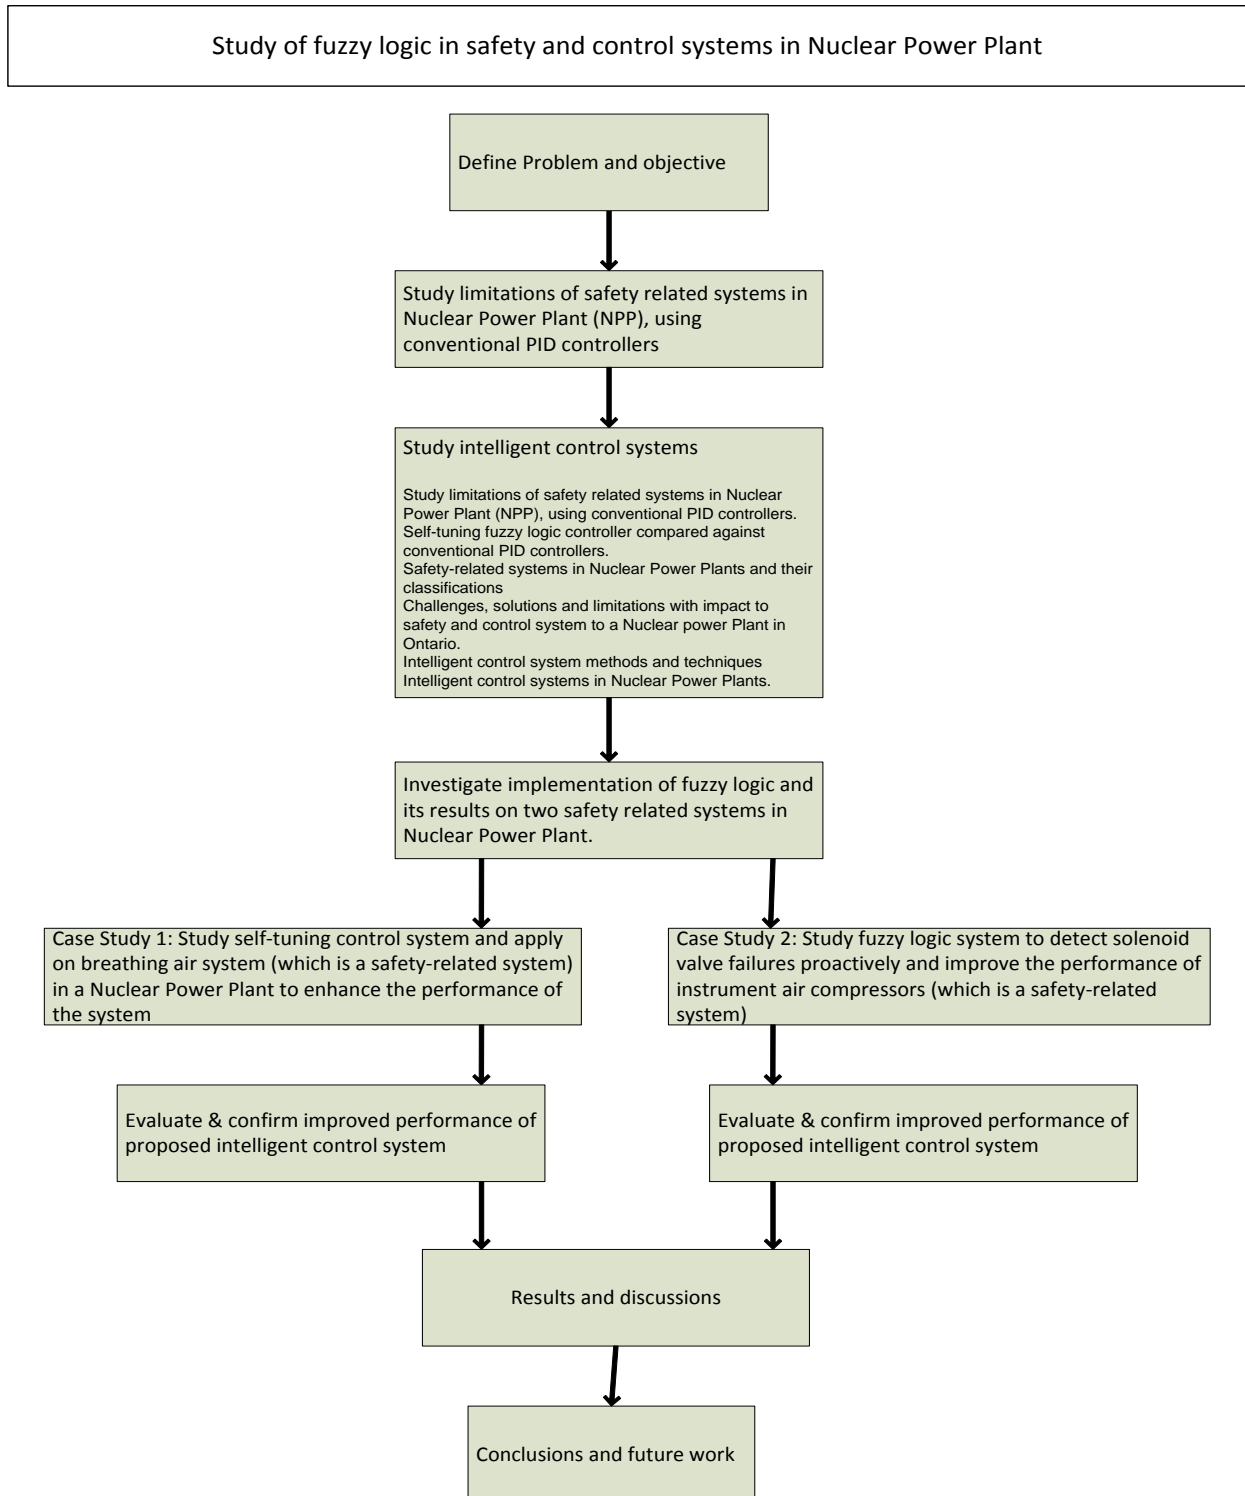 Study of fuzzy logic in safety and control systems in Nuclear Power Plant
Define Problem and objective
Study limitations of safety related systems in
Nuclear Power Plant (NPP), using
conventional PID controllers
Study intelligent control systems
Study limitations of safety related systems in Nuclear
Power Plant (NPP), using conventional PID controllers.
Self-tuning fuzzy logic controller compared against
conventional PID controllers.
Safety-related systems in Nuclear Power Plants and their
classifications
Challenges, solutions and limitations with impact to
safety and control system to a Nuclear power Plant in
Ontario.
Intelligent control system methods and techniques
Intelligent control systems in Nuclear Power Plants.
Investigate implementation of fuzzy logic and
its results on two safety related systems in
Nuclear Power Plant.
Case Study 1: Study self-tuning control system and apply
on breathing air system (which is a safety-related system)
in a Nuclear Power Plant to enhance the performance of
the system
Case Study 2: Study fuzzy logic system to detect solenoid
valve failures proactively and improve the performance of
instrument air compressors (which is a safety-related
system)
Evaluate & confirm improved performance of
proposed intelligent control system
Evaluate & confirm improved performance of
proposed intelligent control system
Results and discussions
Conclusions and future work